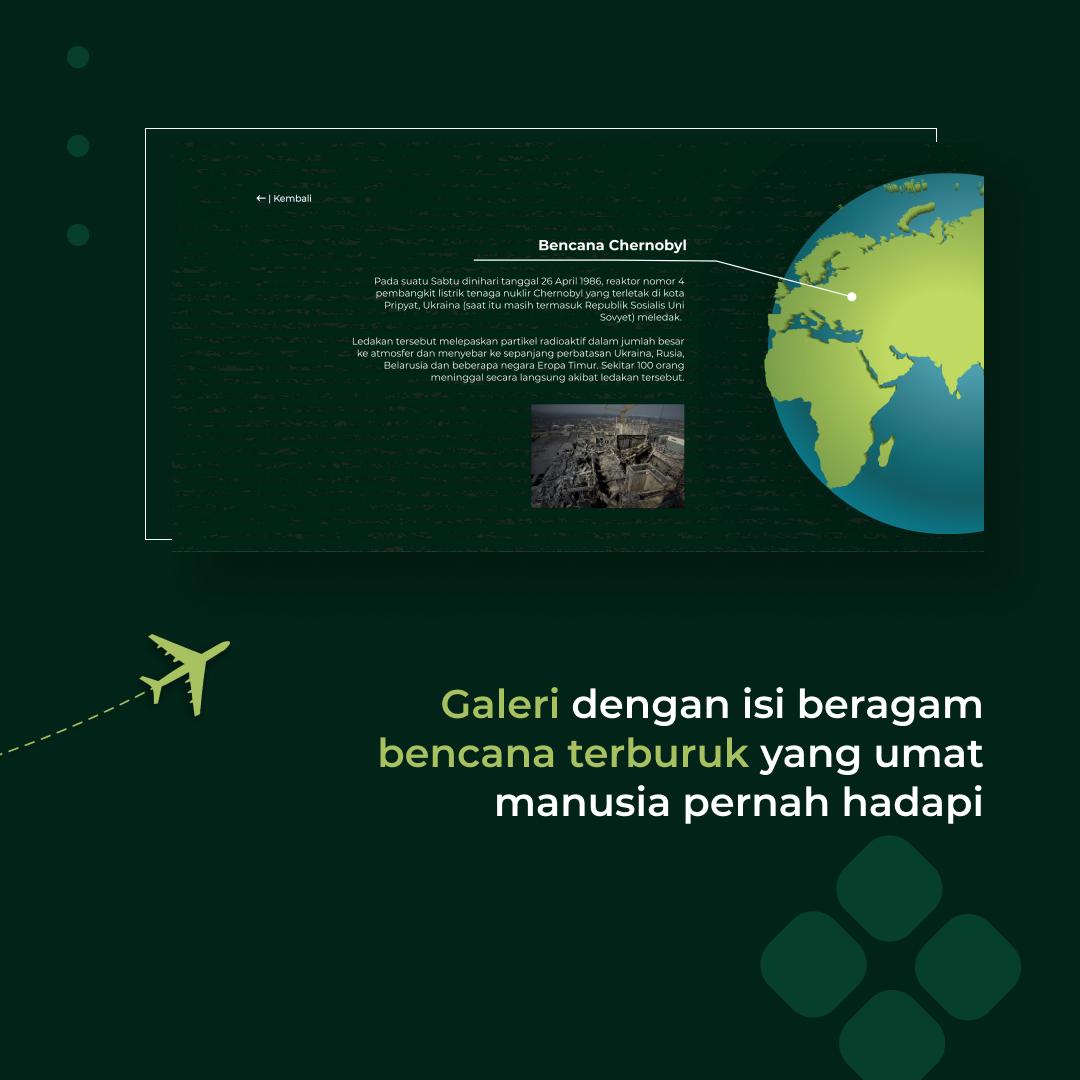 ← | Kembali
Bencana Chernobyl
Pada suatu Sabtu dinihari tanggal 26 April 1986, reaktor nomor 4
pembangkit listrik tenaga nuklir Chernobyl yang terletak di kota
Pripyat, Ukraina (saat itu masih termasuk Republik Sosialis Uni
Sovyet) meledak.
Ledakan tersebut melepaskan partikel radioaktif dalam jumlah besar
ke atmosfer dan menyebar ke sepanjang perbatasan Ukraina, Rusia,
Belarusia dan beberapa negara Eropa Timur. Sekitar 100 orang
meninggal secara langsung akibat ledakan tersebut.
Galeri dengan isi beragam
bencana terburuk yang umat
manusia pernah hadapi